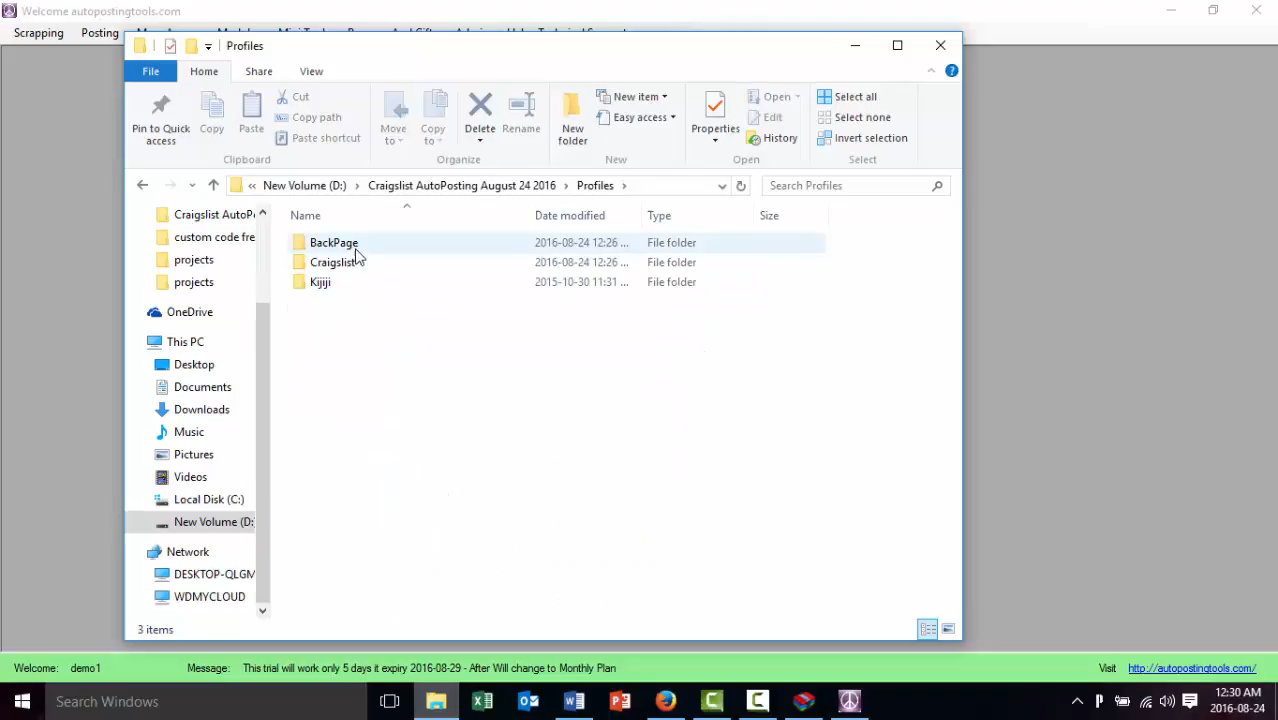 Welcome autopostingtools.com
Scrapping Posting
Profiles
File Home Share View
Pin to Quick access
Copy
Paste
Cut
Copy path
Paste shortcut
Clipboard
Move to
Copy to
Delete
Rename
Organize
New folder
New item
Easy access
New
Properties
Open
Edit
History
Open
Select all
Select none
Invert selection
Select
« New Volume (D:) > Craigslist AutoPosting August 24 2016 > Profiles >
Search Profiles
Name Date modified Type Size
BackPage 2016-08-24 12:26 ... File folder
Craigslist 2016-08-24 12:26 ... File folder
Kijiji 2015-10-30 11:31 ... File folder
Craigslist AutoP
custom code fre
projects
projects
OneDrive
This PC
Desktop
Documents
Downloads
Music
Pictures
Videos
Local Disk (C:)
New Volume (D:
Network
DESKTOP-QLGM
WDMYCLOUD
3 items
Welcome: demo1 Message: This trial will work only 5 days it expiry 2016-08-29 - After Will change to Monthly Plan Visit http://autopostingtools.com/
Search Windows
12:30 AM
2016-08-24